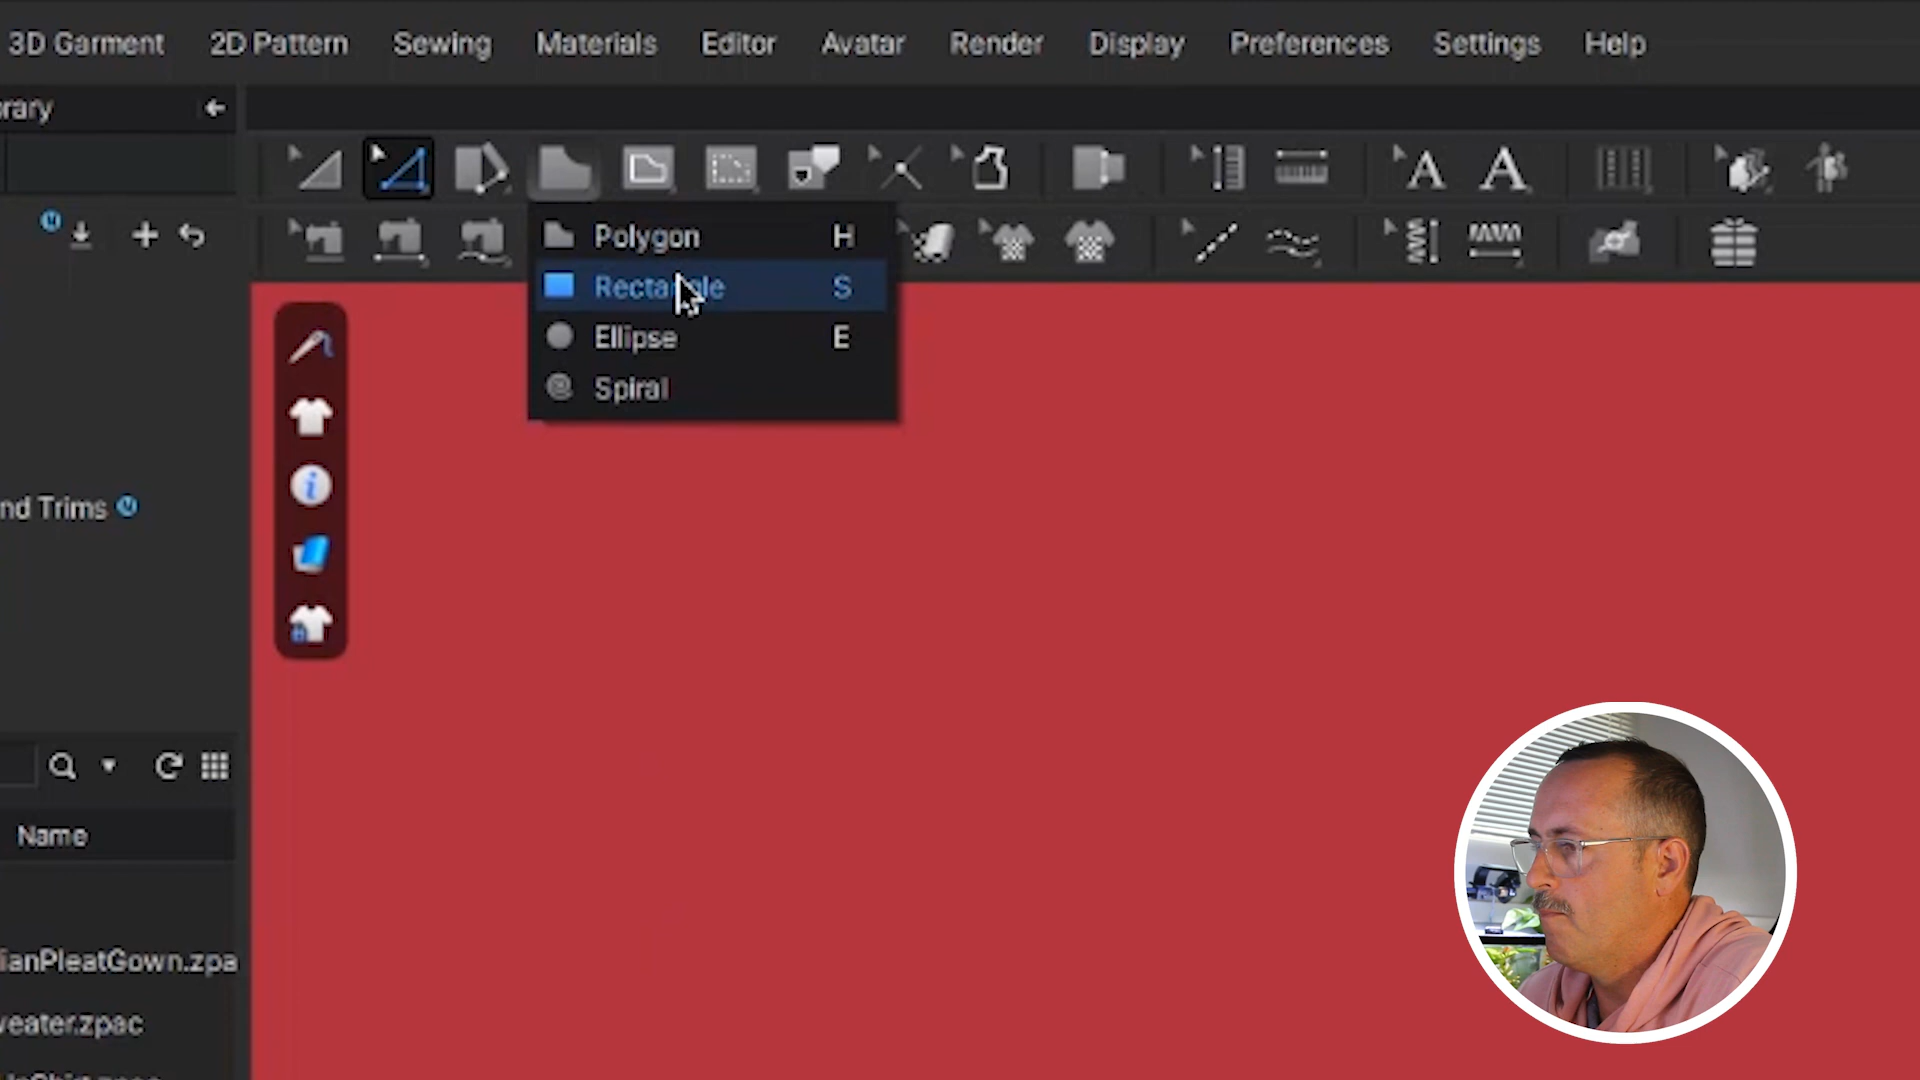 3D Garment 2D Pattern Sewing Materials Editor Avatar Render Display Preferences Settings Help
rary
A A
Polygon H
Rectangle S
Ellipse E
Spiral
i
nd Trims
Name
ianPleatGown.zpa
weater.zpac